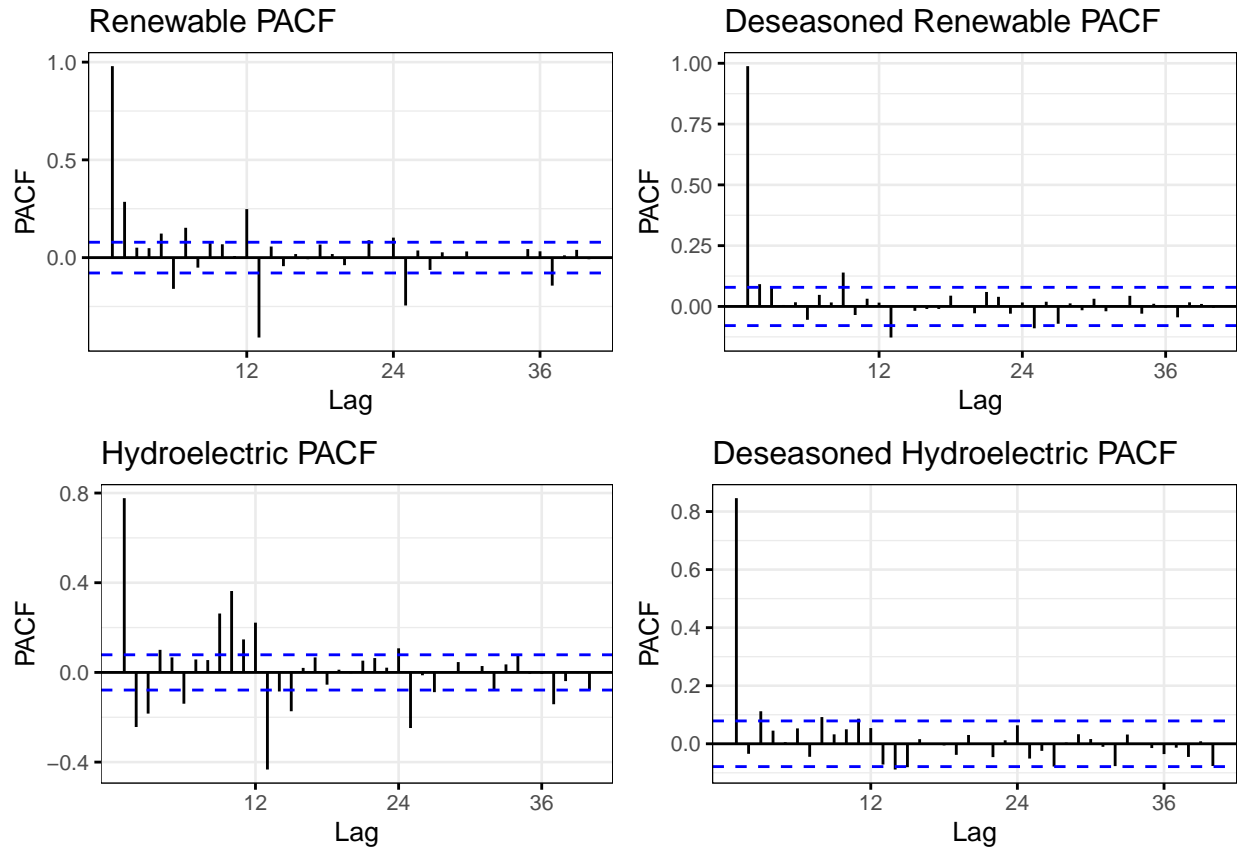 Renewable PACF
1.0
0.5
0.0
PACF
12
24
36
Lag
Deseasoned Renewable PACF
1.00
0.75
0.50
0.25
0.00
PACF
12
24
36
Lag
Hydroelectric PACF
0.8
0.4
0.0
−0.4
PACF
12
24
36
Lag
Deseasoned Hydroelectric PACF
0.8
0.6
0.4
0.2
0.0
PACF
12
24
36
Lag